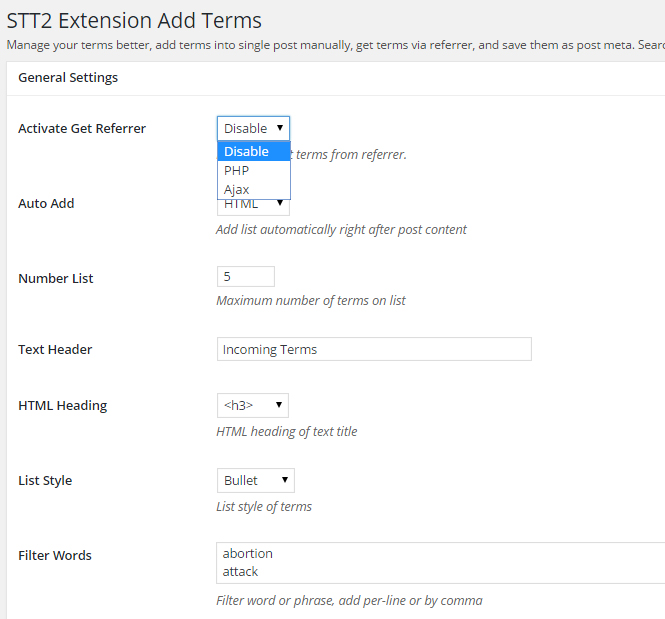 STT2 Extension Add Terms
Manage your terms better, add terms into single post manually, get terms via referrer, and save them as post meta.
General Settings
Activate Get Referrer
Disable
Disable
terms from referrer.
PHP
Ajax
Auto Add
HTML
Add list automatically right after post content
Number List
5
Maximum number of terms on list
Text Header
Incoming Terms
HTML Heading
<h3>
HTML heading of text title
List Style
Bullet
List style of terms
Filter Words
abortion
attack
Filter word or phrase, add per-line or by comma